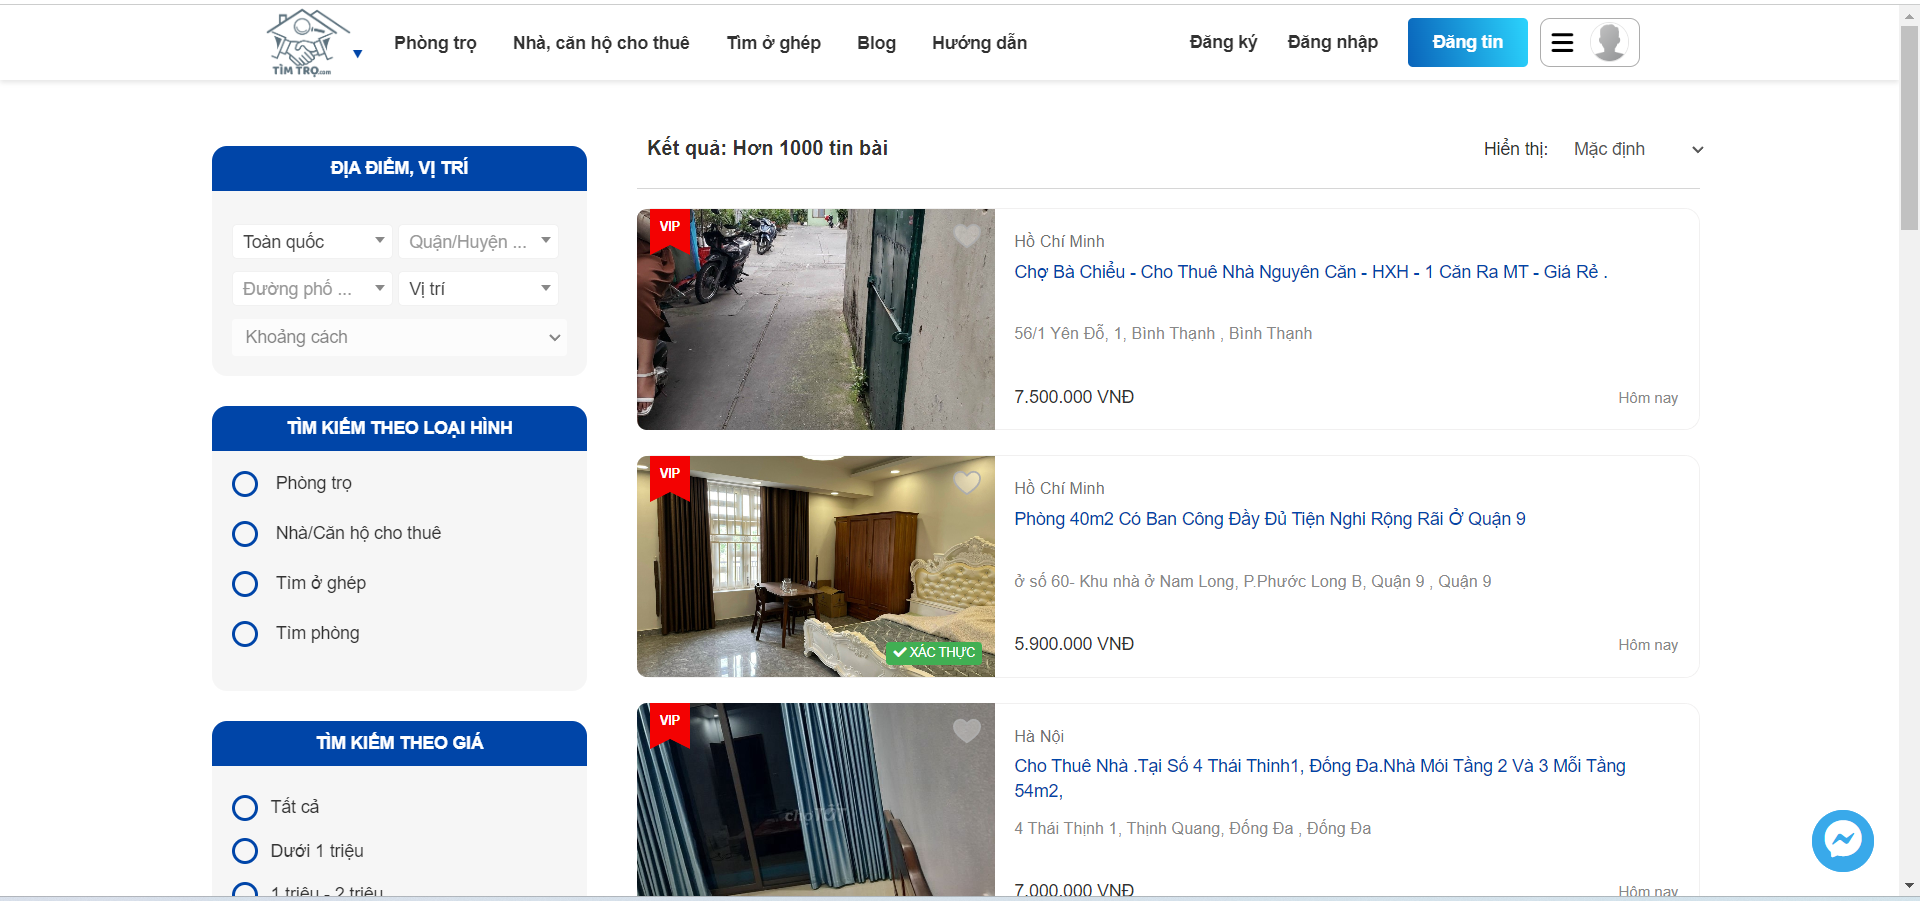 TÌM TRỌ.com
Phòng trọ
Nhà, căn hộ cho thuê
Tìm ở ghép
Blog
Hướng dẫn
Đăng ký
Đăng nhập
Đăng tin
ĐỊA ĐIỂM, VỊ TRÍ
Toàn quốc
Quận/Huyện ...
Đường phố ...
Vị trí
Khoảng cách
TÌM KIẾM THEO LOẠI HÌNH
Phòng trọ
Nhà/Căn hộ cho thuê
Tìm ở ghép
Tìm phòng
TÌM KIẾM THEO GIÁ
Tất cả
Dưới 1 triệu
1 triệu - 2 triệu
Kết quả: Hơn 1000 tin bài
Hiển thị:
Mặc định
VIP
Hồ Chí Minh
Chợ Bà Chiểu - Cho Thuê Nhà Nguyên Căn - HXH - 1 Căn Ra MT - Giá Rẻ .
56/1 Yên Đỗ, 1, Bình Thạnh , Bình Thạnh
7.500.000 VNĐ
Hôm nay
VIP
XÁC THỰC
Hồ Chí Minh
Phòng 40m2 Có Ban Công Đầy Đủ Tiện Nghi Rộng Rãi Ở Quận 9
ở số 60- Khu nhà ở Nam Long, P.Phước Long B, Quận 9 , Quận 9
5.900.000 VNĐ
Hôm nay
VIP
choTỐT
Hà Nội
Cho Thuê Nhà .Tại Số 4 Thái Thinh1, Đống Đa.Nhà Mói Tầng 2 Và 3 Mỗi Tầng
54m2,
4 Thái Thịnh 1, Thịnh Quang, Đống Đa , Đống Đa
7.000.000 VNĐ
Hôm nay